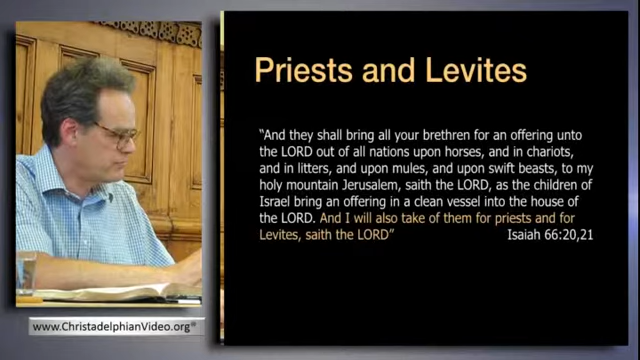 Priests and Levites
“And they shall bring all your brethren for an offering unto
the LORD out of all nations upon horses, and in chariots,
and in litters, and upon mules, and upon swift beasts, to my
holy mountain Jerusalem, saith the LORD, as the children of
Israel bring an offering in a clean vessel into the house of
the LORD. And I will also take of them for priests and for
Levites, saith the LORD” Isaiah 66:20,21
www.ChristadelphianVideo.org®